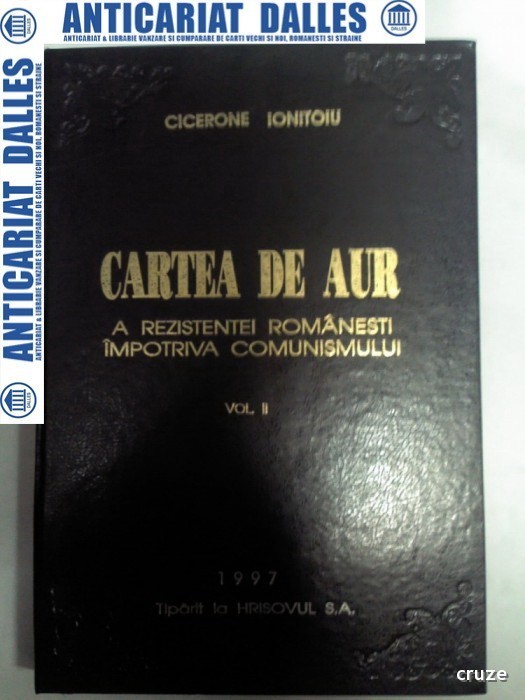 ANTICARIAT DALLES
ANTICARIAT & LIBRARIE VANZARE SI CUMPARARE DE CARTI VECHI SI NOI, ROMANESTI SI STRAINE
DALLES
ANTICARIAT DALLES
ANTICARIAT & LIBRARIE VANZARE SI CUMPARARE DE CARTI VECHI SI NOI, ROMANESTI SI STRAINE
DALLES
CICERONE IONITOIU
CARTEA DE AUR
A REZISTENTEI ROMÂNESTI
ÎMPOTRIVA COMUNISMULUI
VOL. II
1997
Tipărit la HRISOVUL S.A.
cruze